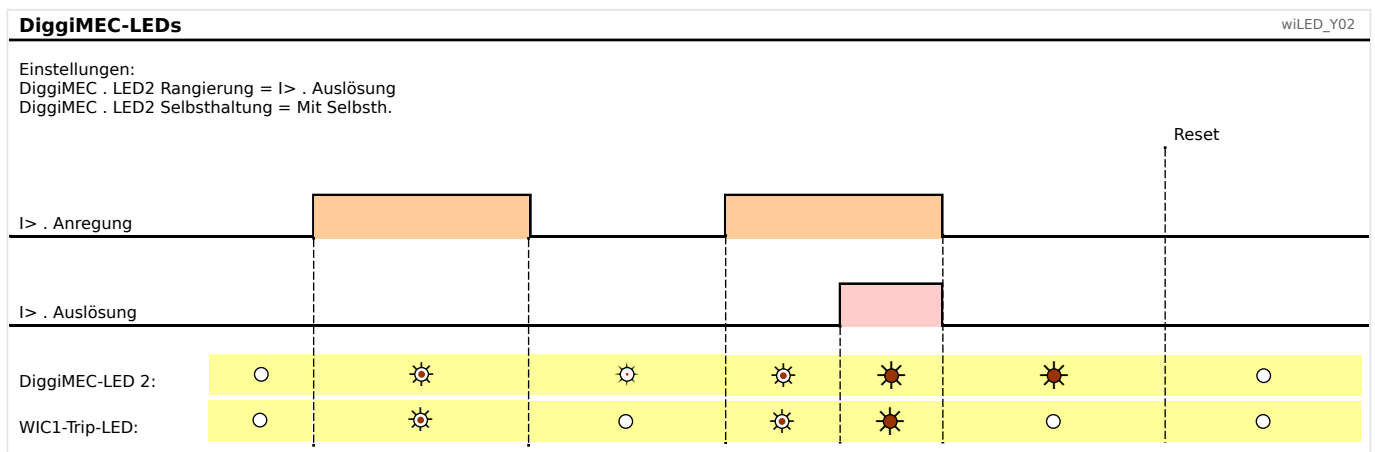 DiggiMEC-LEDs
wiLED_Y02
Einstellungen:
DiggiMEC . LED2 Rangierung = I> . Auslösung
DiggiMEC . LED2 Selbsthaltung = Mit Selbsth.
Reset
I> . Anregung
I> . Auslösung
DiggiMEC-LED 2:
WIC1-Trip-LED: